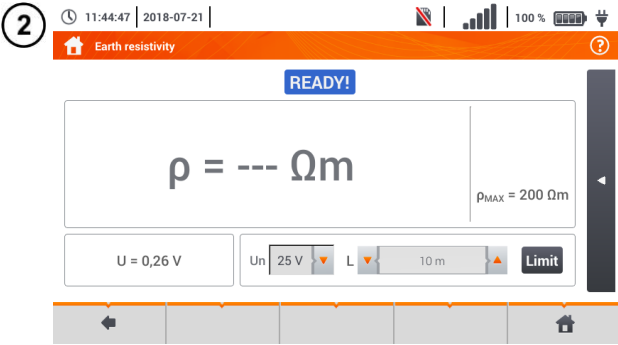 2
11:44:47 2018-07-21 100 %
Earth resistivity ?
READY!
ρ = --- Ωm
ρMAX = 200 Ωm
U = 0,26 V Un 25 V L 10 m Limit